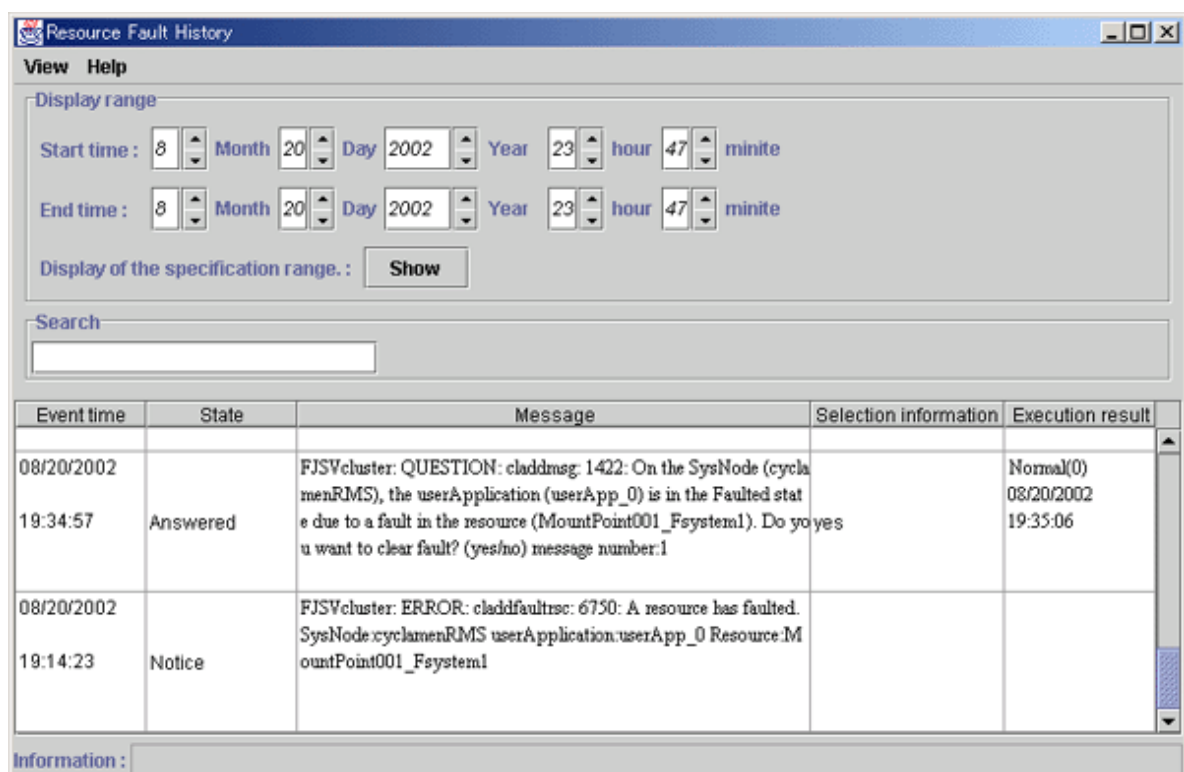 Resource Fault History
View Help
Display range
Start time : 8 Month 20 Day 2002 Year 23 hour 47 minite
End time : 8 Month 20 Day 2002 Year 23 hour 47 minite
Display of the specification range. : Show
Search
Event time State Message Selection information Execution result
08/20/2002
19:34:57
Answered
FJSVcluster: QUESTION: claddmsg: 1422: On the SysNode (cycla
menRMS), the userApplication (userApp_0) is in the Faulted stat
e due to a fault in the resource (MountPoint001_Fsystem1). Do yo
u want to clear fault? (yes/no) message number:1
yes
Normal(0)
08/20/2002
19:35:06
08/20/2002
19:14:23
Notice
FJSVcluster: ERROR: claddfaultrsc: 6750: A resource has faulted.
SysNode:cyclamenRMS userApplication:userApp_0 Resource:M
ountPoint001_Fsystem1
Information :